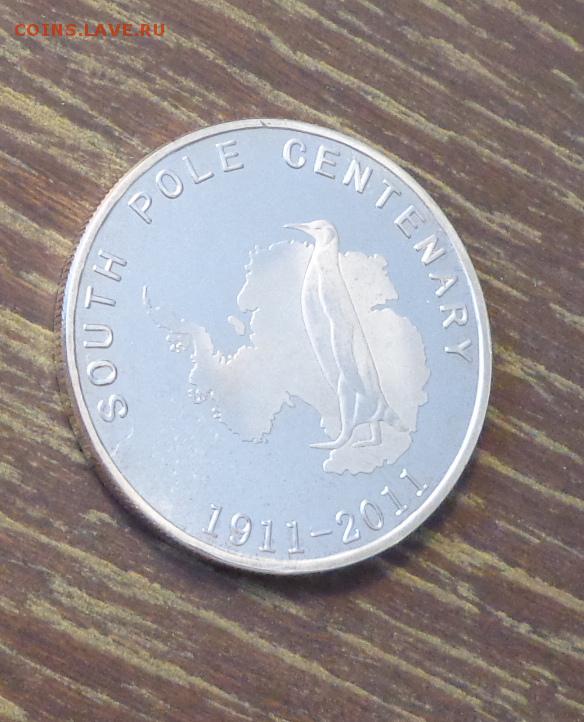 COINS.LAVE.RU
SOUTH POLE CENTENARY
1911-2011